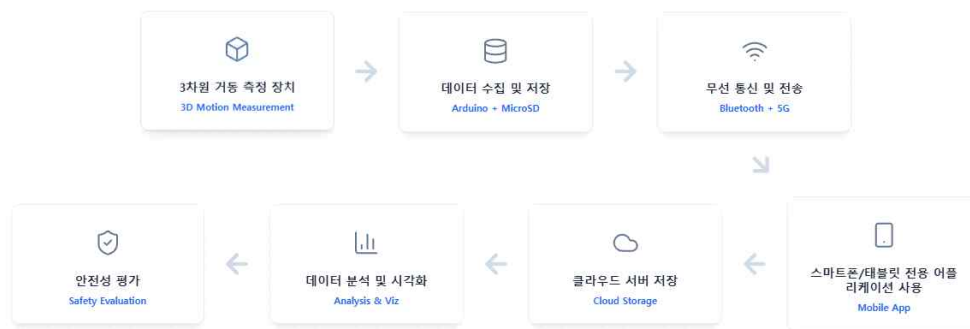 3차원 거동 측정 장치
3D Motion Measurement
데이터 수집 및 저장
Arduino + MicroSD
무선 통신 및 전송
Bluetooth + 5G
스마트폰/태블릿 전용 어플
리케이션 사용
Mobile App
클라우드 서버 저장
Cloud Storage
데이터 분석 및 시각화
Analysis & Viz
안전성 평가
Safety Evaluation